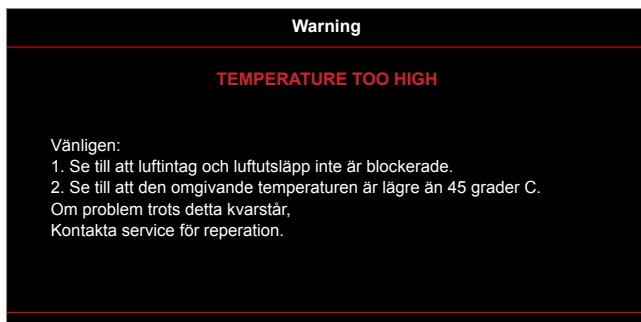 Warning
TEMPERATURE TOO HIGH
Vänligen:
1. Se till att luftintag och luftutsläpp inte är blockerade.
2. Se till att den omgivande temperaturen är lägre än 45 grader C.
Om problem trots detta kvarstår,
Kontakta service för reperation.